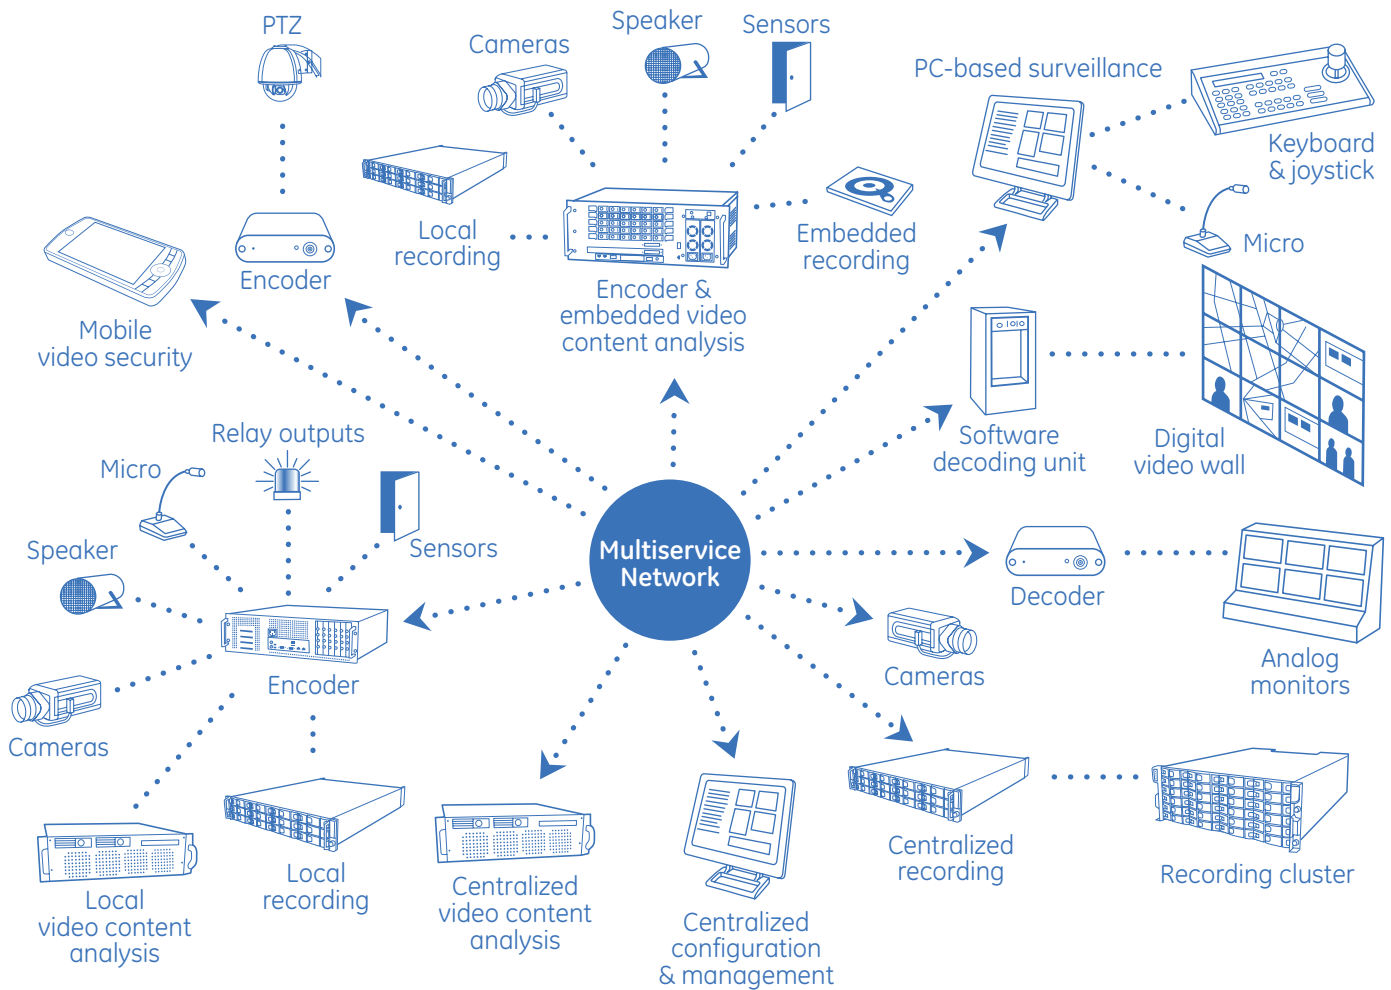 PTZ
Cameras
Speaker
Sensors
PC-based surveillance
Keyboard
& joystick
Micro
Local
recording
Embedded
recording
Encoder
Encoder &
embedded video
content analysis
Mobile
video security
Software
decoding unit
Digital
video wall
Relay outputs
Micro
Sensors
Speaker
Multiservice
Network
Decoder
Analog
monitors
Cameras
Encoder
Cameras
Local
recording
Local
video content
analysis
Centralized
video content
analysis
Centralized
configuration
& management
Centralized
recording
Recording cluster